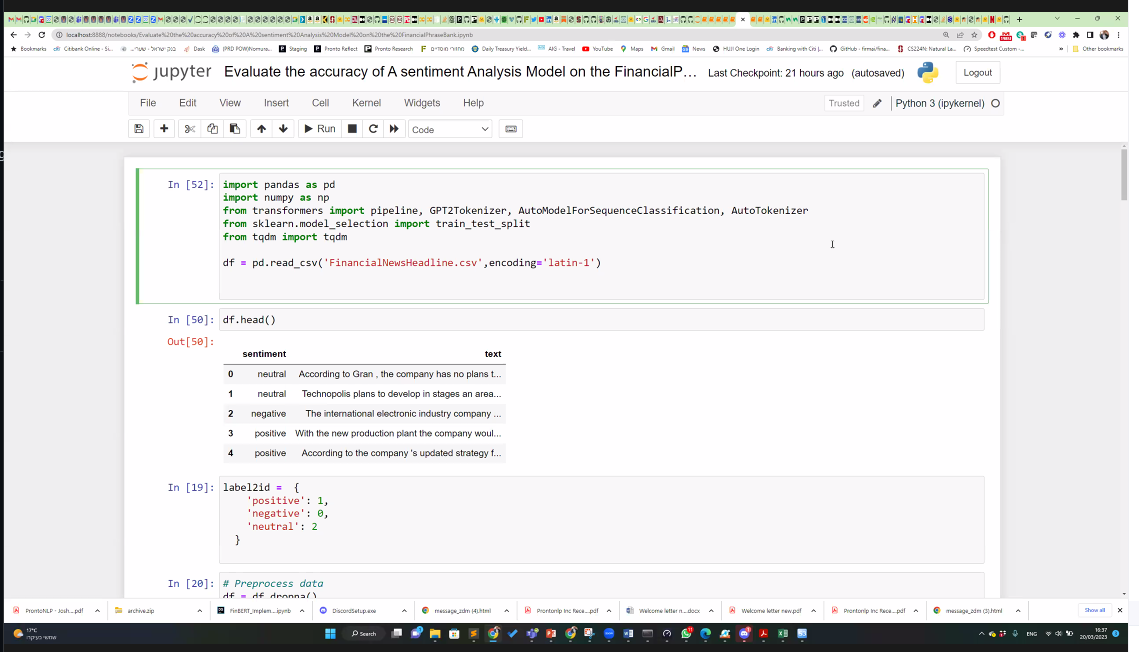 localhost:8888/notebooks/Evaluate%20the%20accuracy%20of%20A%20sentiment%20Analysis%20Model%20on%20the%20FinancialPhraseBank.ipynb
Bookmarks
Citibank Online - Si...
Dask
(PRD POW)Nomura...
Staging
Pronto Reflect
Pronto Research
Daily Treasury Yield...
AIG - Travel
YouTube
Maps
Gmail
News
HUJI One Login
Banking with Citi |...
GitHub - firmai/fina...
CS224N: Natural La...
Speedtest Custom -...
»
Other bookmarks
jupyter Evaluate the accuracy of A sentiment Analysis Model on the FinancialP... Last Checkpoint: 21 hours ago (autosaved) Logout
File Edit View Insert Cell Kernel Widgets Help Trusted Python 3 (ipykernel)
Run Code
In [52]: import pandas as pd
import numpy as np
from transformers import pipeline, GPT2Tokenizer, AutoModelForSequenceClassification, AutoTokenizer
from sklearn.model_selection import train_test_split
from tqdm import tqdm
df = pd.read_csv('FinancialNewsHeadline.csv',encoding='latin-1')
In [50]: df.head()
Out[50]:
sentiment text
0 neutral According to Gran , the company has no plans t...
1 neutral Technopolis plans to develop in stages an area...
2 negative The international electronic industry company ...
3 positive With the new production plant the company woul...
4 positive According to the company 's updated strategy f...
In [19]: label2id = {
'positive': 1,
'negative': 0,
'neutral': 2
}
In [20]: # Preprocess data
df = df.dropna()
ProntoNLP - Josh....pdf
archive.zip
FinBERT_Implem...ipynb
DiscordSetup.exe
message_zdm (4).html
Prontonlp Inc Rece....pdf
Welcome letter n....docx
Welcome letter new.pdf
Prontonlp Inc Rece....pdf
message_zdm (3).html
Show all
17°C
Search
ENG
16:37
20/03/2023